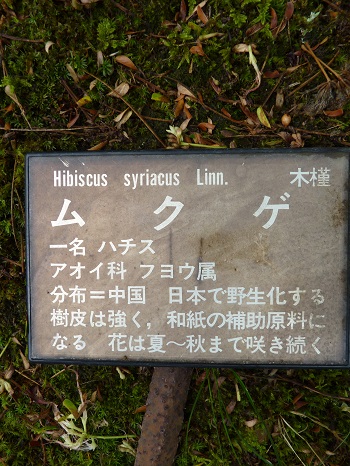 Hibiscus syriacus Linn. 木槿
ムクゲ
一名 ハチス
アオイ科 フヨウ属
分布=中国 日本で野生化する
樹皮は強く,和紙の補助原料に
なる 花は夏～秋まで咲き続く